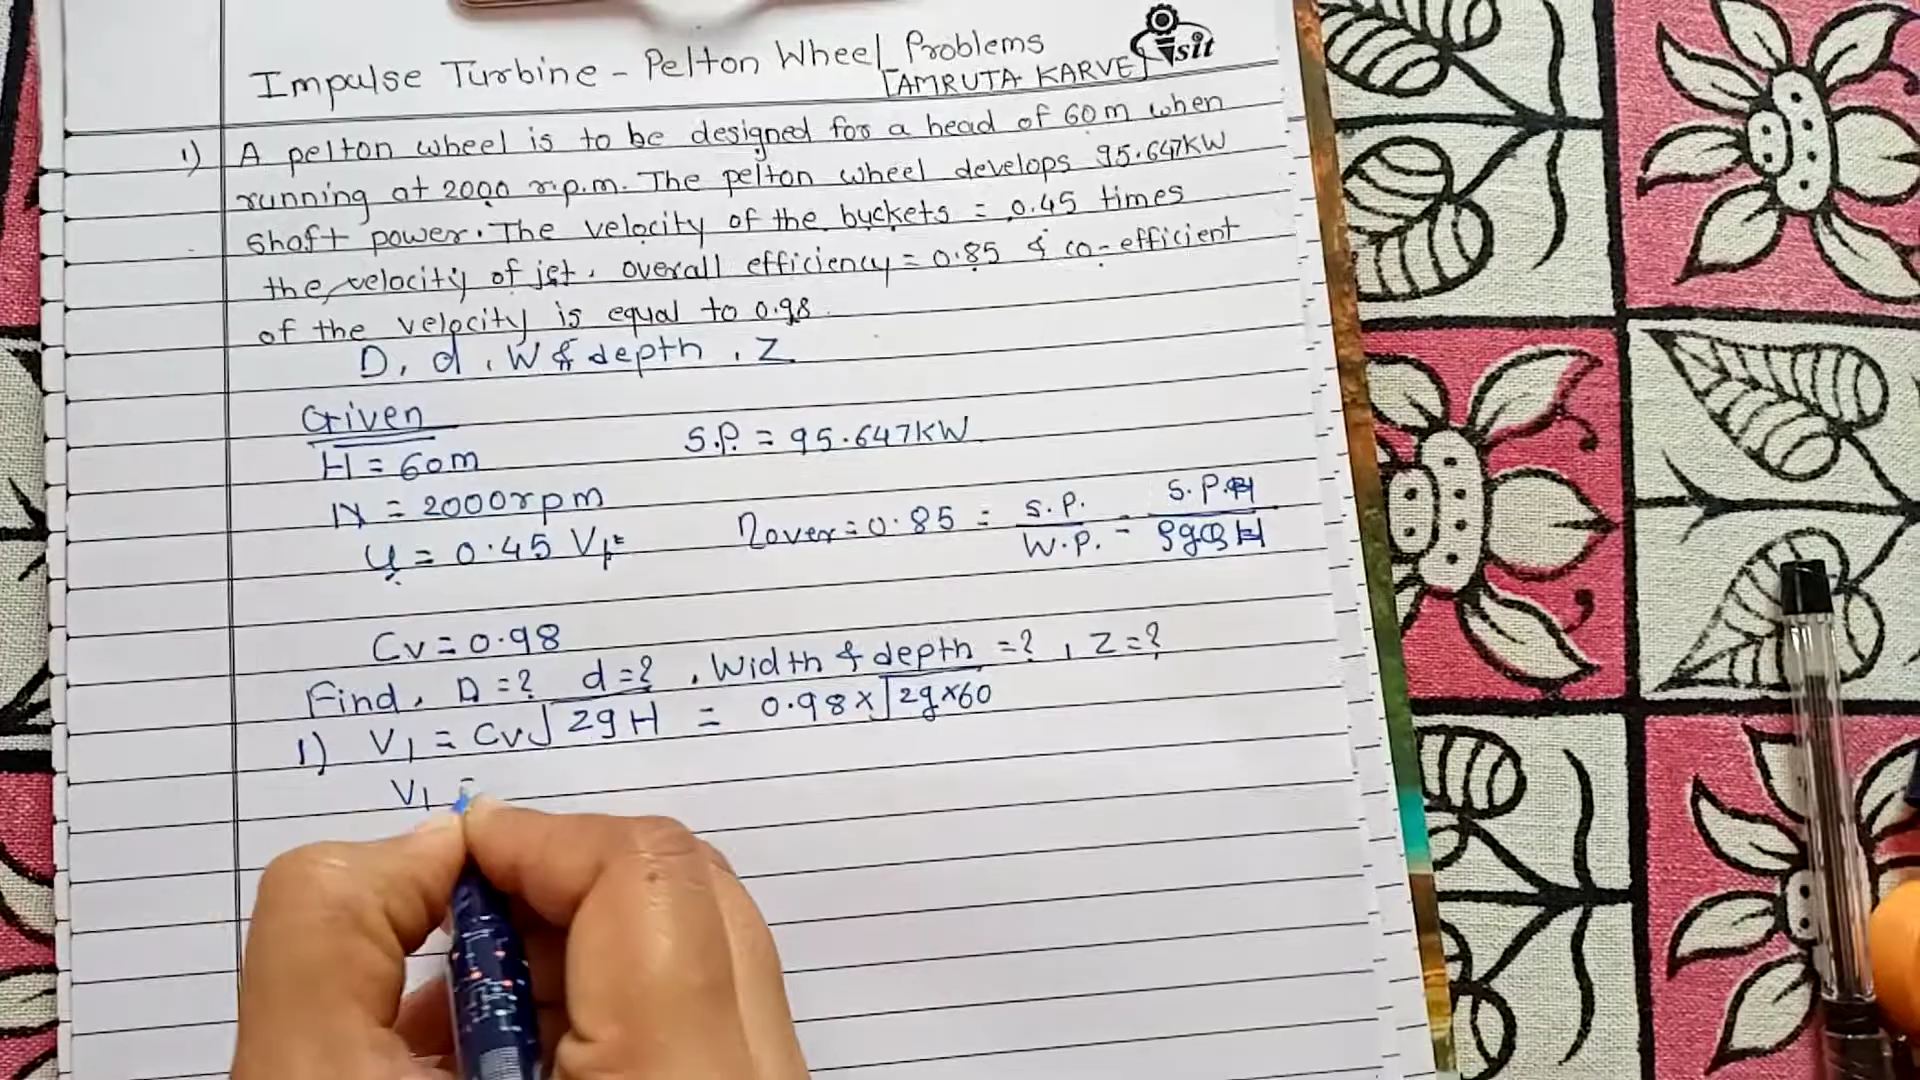 Impulse Turbine - Pelton Wheel Problems
[AMRUTA KARVE]
sit
1) A pelton wheel is to be designed for a head of 60m when
running at 2000 r.p.m. The pelton wheel develops 95.647KW
shaft power. The velocity of the buckets = 0.45 times
the velocity of jet, overall efficiency = 0.85 & co-efficient
of the velocity is equal to 0.98.
D, d, W & depth, Z
Given
H = 60m S.P. = 95.647KW
N = 2000rpm
ηover = 0.85 = S.P. / W.P. = S.P. / ρgQH
u = 0.45 V1
Cv = 0.98
Find, D = ? d = ?, Width & depth = ?, Z = ?
1) V1 = Cv√2gH = 0.98 × √2g×60
V1 =